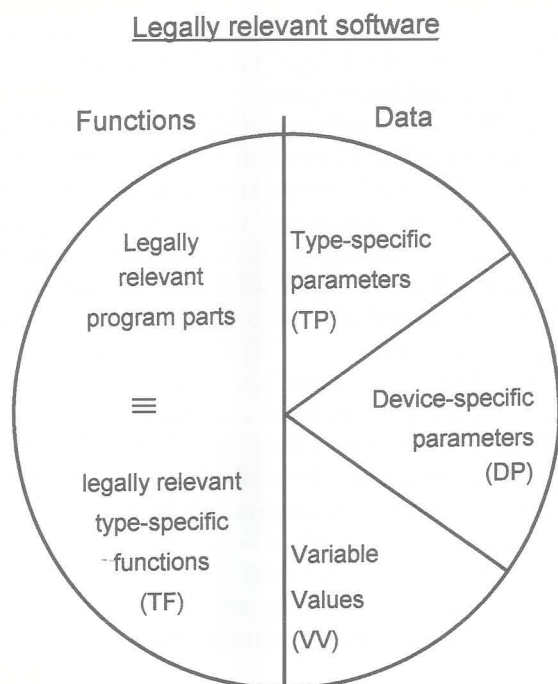 Legally relevant software
Functions
Data
Legally
relevant
program parts
≡
legally relevant
type-specific
functions
(TF)
Type-specific
parameters
(TP)
Device-specific
parameters
(DP)
Variable
Values
(VV)